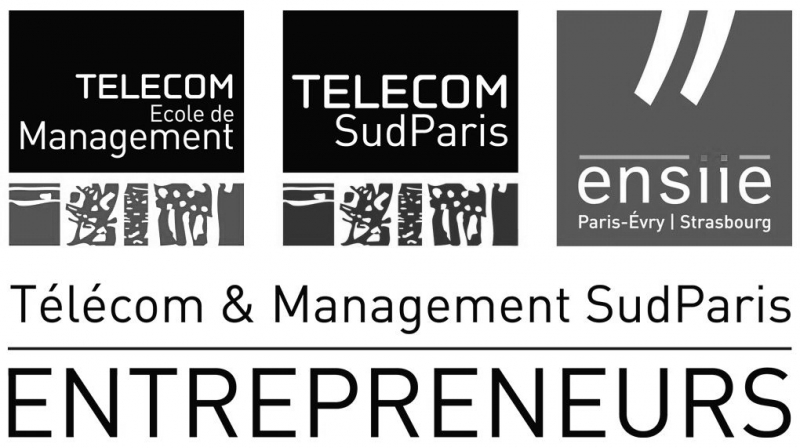 TELECOM
Ecole de
Management
TELECOM
SudParis
ensiie
Paris-Évry | Strasbourg
Télécom & Management SudParis
ENTREPRENEURS